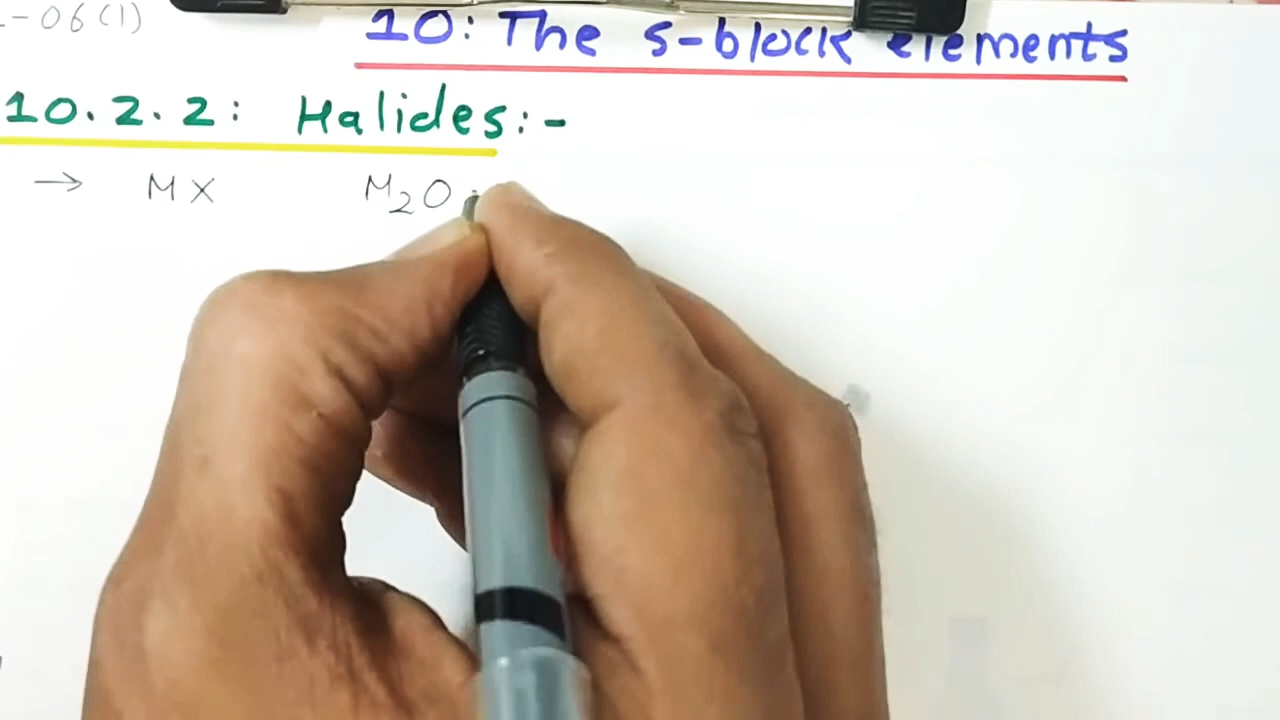 -06(1)
10: The s-block elements
10.2.2: Halides:-
→ MX M₂O